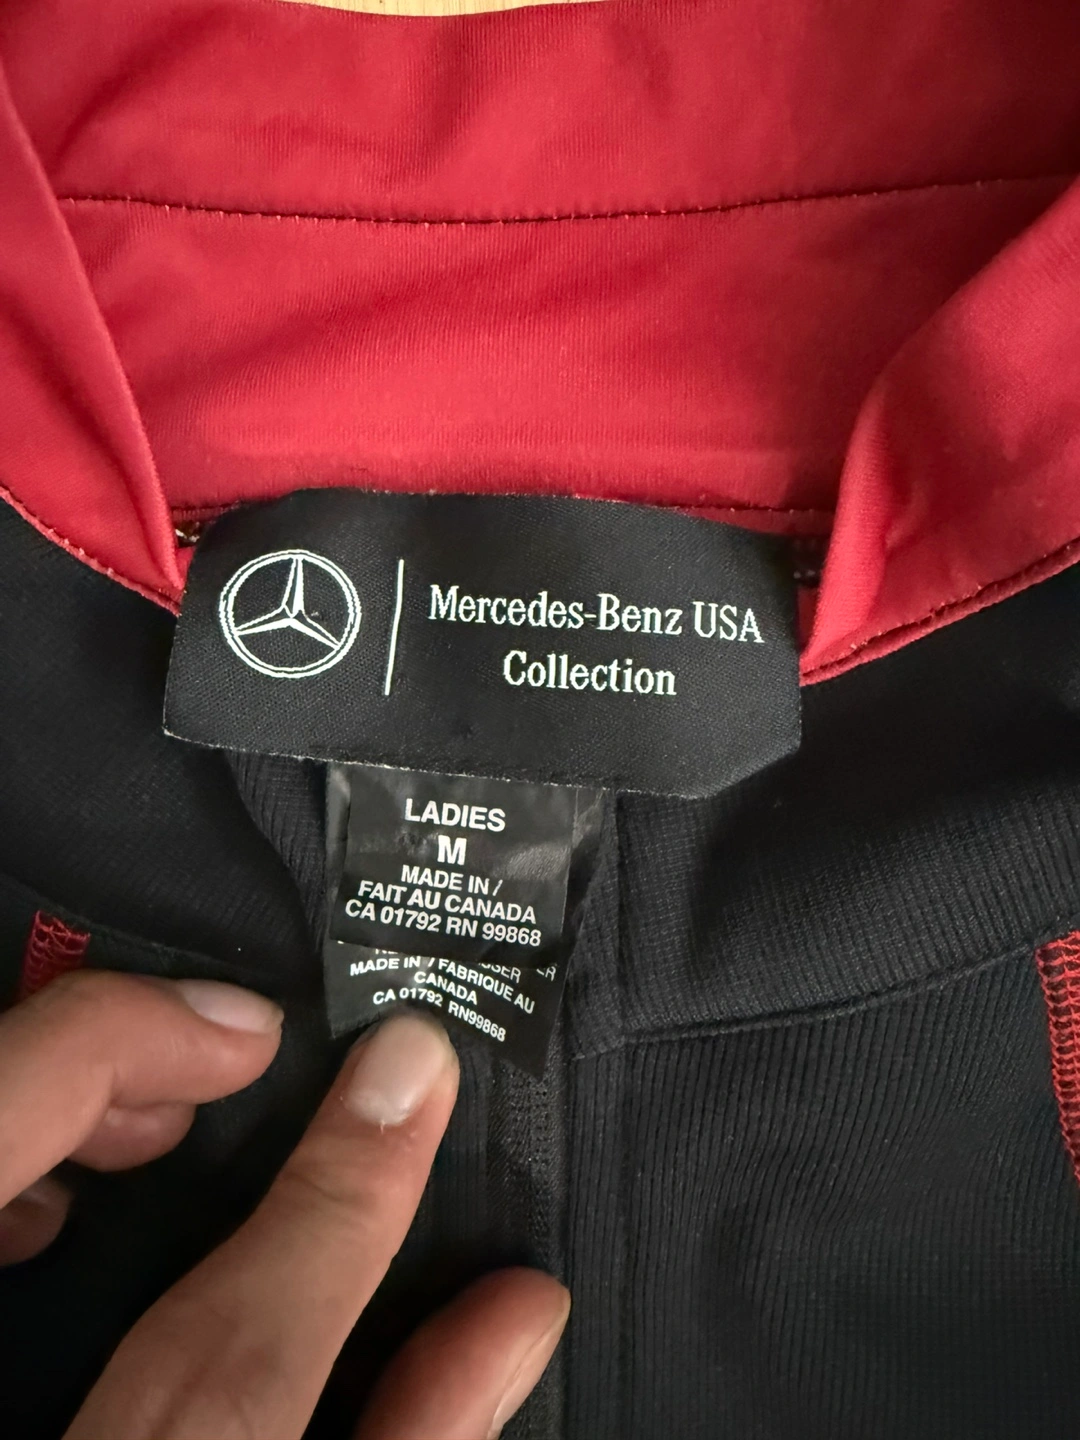 Mercedes-Benz USA
Collection
LADIES
M
MADE IN /
FAIT AU CANADA
CA 01792 RN 99868
MADE IN / FABRIQUE AU
CANADA
CA 01792 RN99868